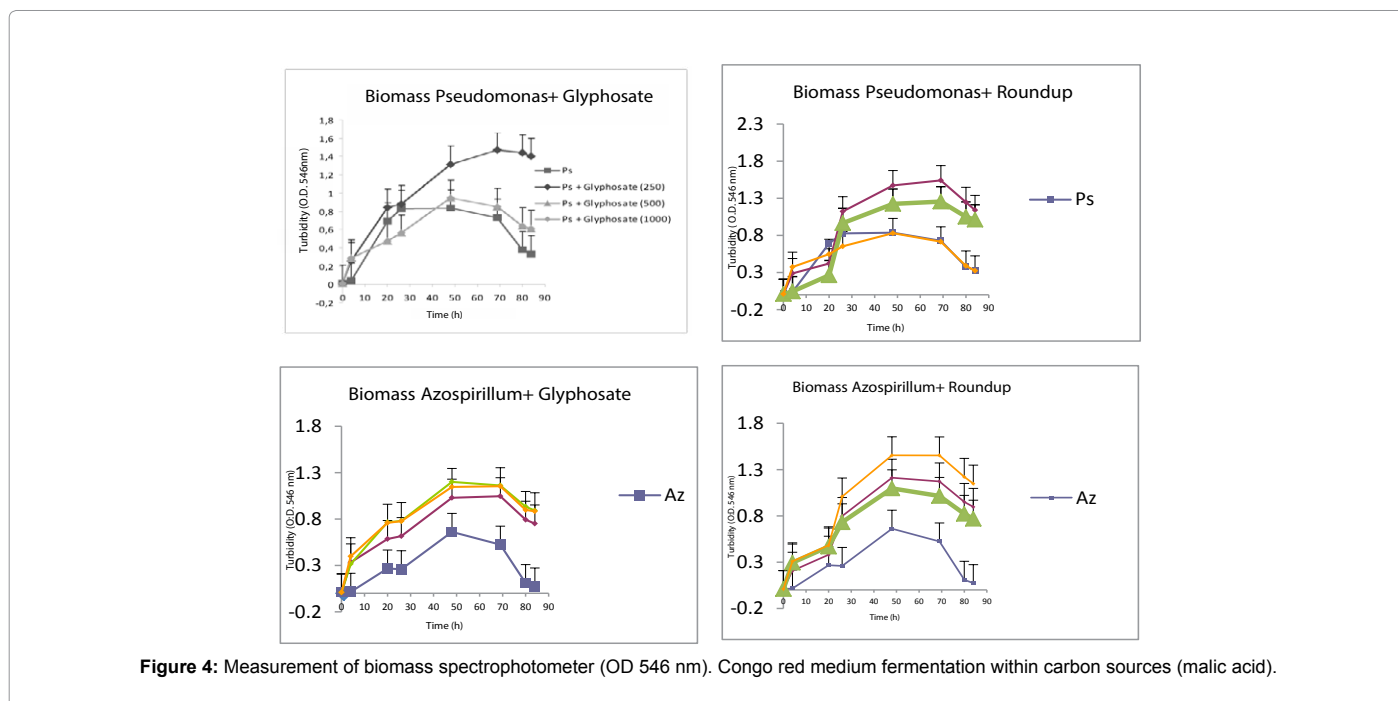 Biomass Pseudomonas+ Glyphosate
1,8
1,6
1,4
1,2
1
0,8
0,6
0,4
0,2
0
-0,2
Turbidity (O.D. 546nm)
0 10 20 30 40 50 60 70 80 90
Time (h)
Ps
Ps + Glyphosate (250)
Ps + Glyphosate (500)
Ps + Glyphosate (1000)
Biomass Pseudomonas+ Roundup
2.3
1.8
1.3
0.8
0.3
-0.2
Turbidity ( O.D. 546 nm)
0 10 20 30 40 50 60 70 80 90
Time (h)
Ps
Biomass Azospirillum+ Glyphosate
1.8
1.3
0.8
0.3
-0.2
Turbidity (O:D. 546 nm)
0 10 20 30 40 50 60 70 80 90
Time (h)
Az
Biomass Azospirillum+ Roundup
1.8
1.3
0.8
0.3
-0.2
Turbidity (O.D. 546 nm)
0 10 20 30 40 50 60 70 80 90
Time (h)
Az
Figure 4: Measurement of biomass spectrophotometer (OD 546 nm). Congo red medium fermentation within carbon sources (malic acid).